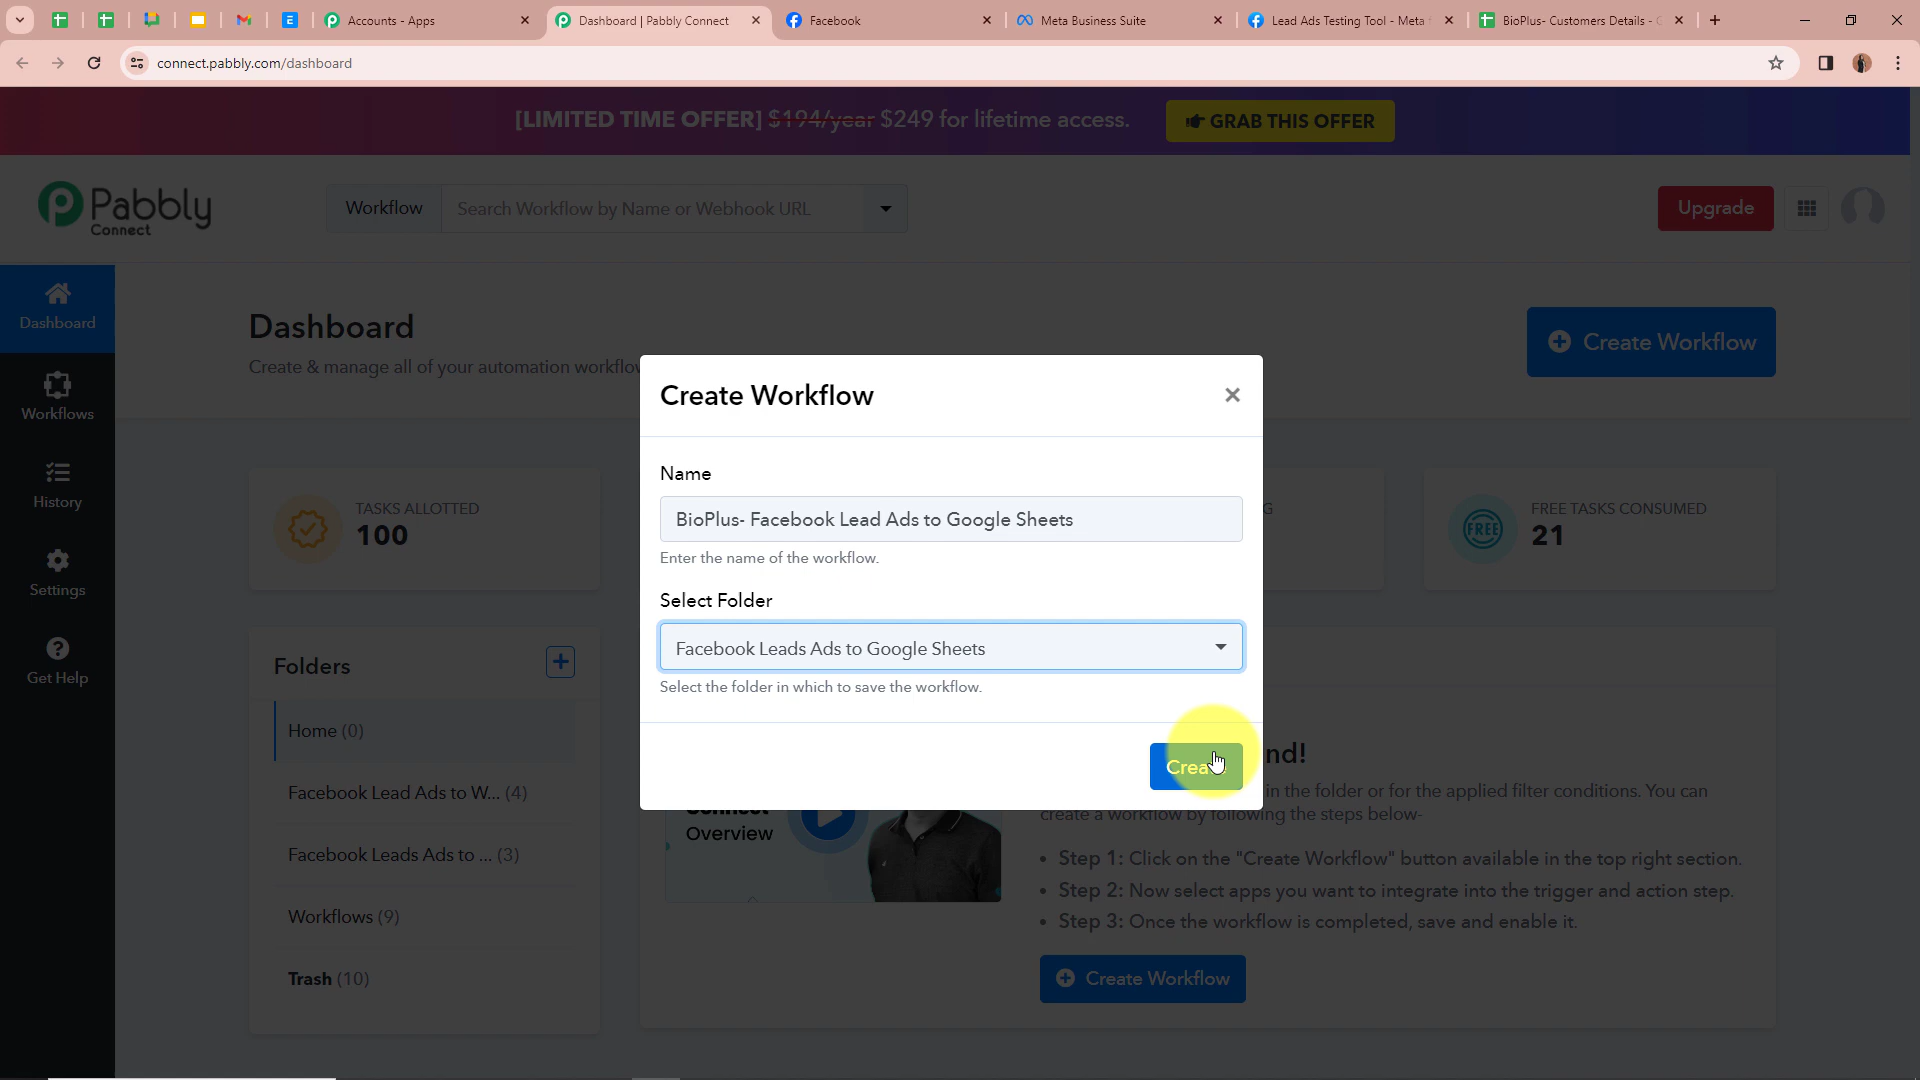 Accounts - Apps
Dashboard | Pabbly Connect
Facebook
Meta Business Suite
Lead Ads Testing Tool - Meta
BioPlus- Customers Details -
connect.pabbly.com/dashboard
[LIMITED TIME OFFER] $194/year $249 for lifetime access.
GRAB THIS OFFER
Pabbly
Connect
Workflow
Search Workflow by Name or Webhook URL
Upgrade
Dashboard
Workflows
History
Settings
Get Help
Dashboard
Create & manage all of your automation workflo
Create Workflow
TASKS ALLOTTED
100
G
FREE TASKS CONSUMED
21
FREE
Folders
Home (0)
Facebook Lead Ads to W... (4)
Facebook Leads Ads to ... (3)
Workflows (9)
Trash (10)
Create Workflow
Name
BioPlus- Facebook Lead Ads to Google Sheets
Enter the name of the workflow.
Select Folder
Facebook Leads Ads to Google Sheets
Select the folder in which to save the workflow.
Connect
Overview
nd!
in the folder or for the applied filter conditions. You can
create a workflow by following the steps below-
• Step 1: Click on the "Create Workflow" button available in the top right section.
• Step 2: Now select apps you want to integrate into the trigger and action step.
• Step 3: Once the workflow is completed, save and enable it.
Create Workflow